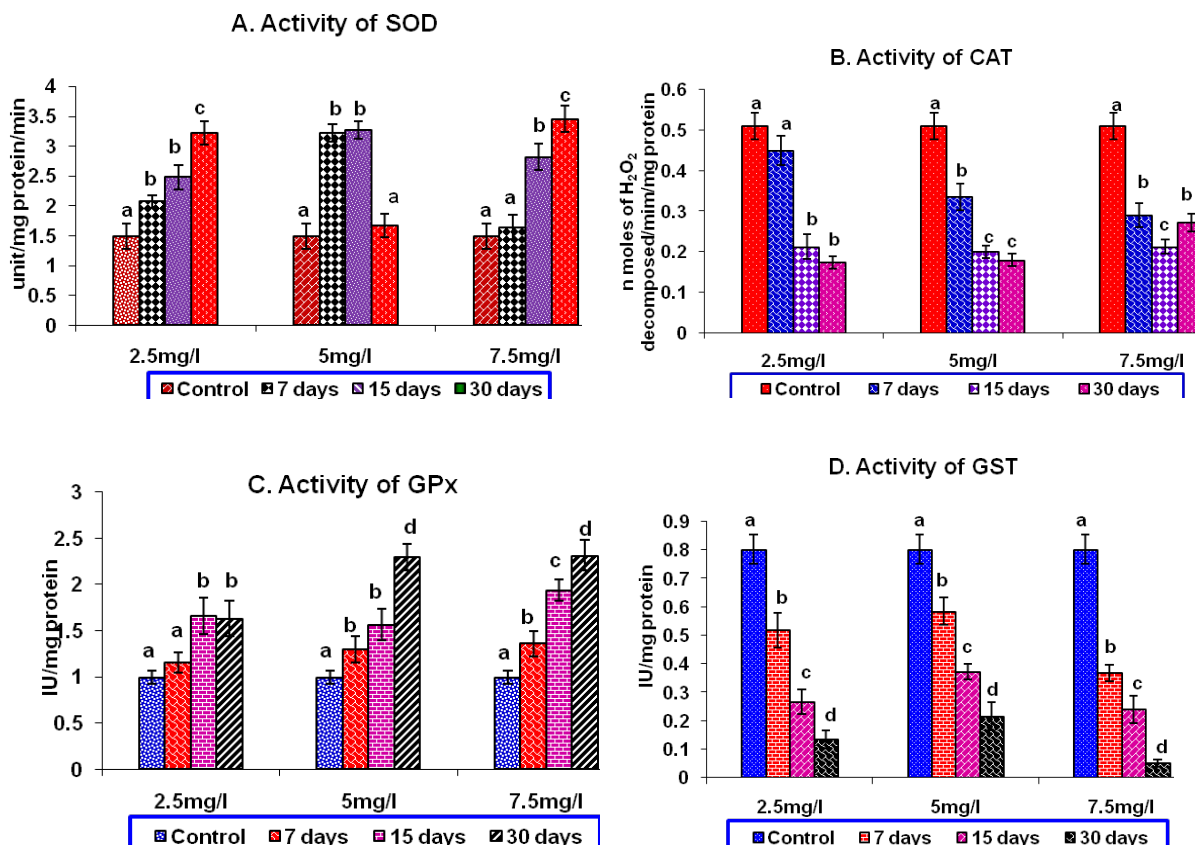 A. Activity of SOD
unit/mg protein/min
4
3.5
3
2.5
2
1.5
1
0.5
0
a b b c
a b b a
a a b c
2.5mg/l 5mg/l 7.5mg/l
Control 7 days 15 days 30 days
B. Activity of CAT
n moles of H₂O₂
decomposed/mim/mg protein
0.6
0.5
0.4
0.3
0.2
0.1
0
a a b b
a b c c
a b c b
2.5mg/l 5mg/l 7.5mg/l
Control 7 days 15 days 30 days
C. Activity of GPx
IU/mg protein
3
2.5
2
1.5
1
0.5
0
a a b b
a b b d
a b c d
2.5mg/l 5mg/l 7.5mg/l
Control 7 days 15 days 30 days
D. Activity of GST
IU/mg protein
0.9
0.8
0.7
0.6
0.5
0.4
0.3
0.2
0.1
0
a b c d
a b c d
a b c d
2.5mg/l 5mg/l 7.5mg/l
Control 7 days 15 days 30 days